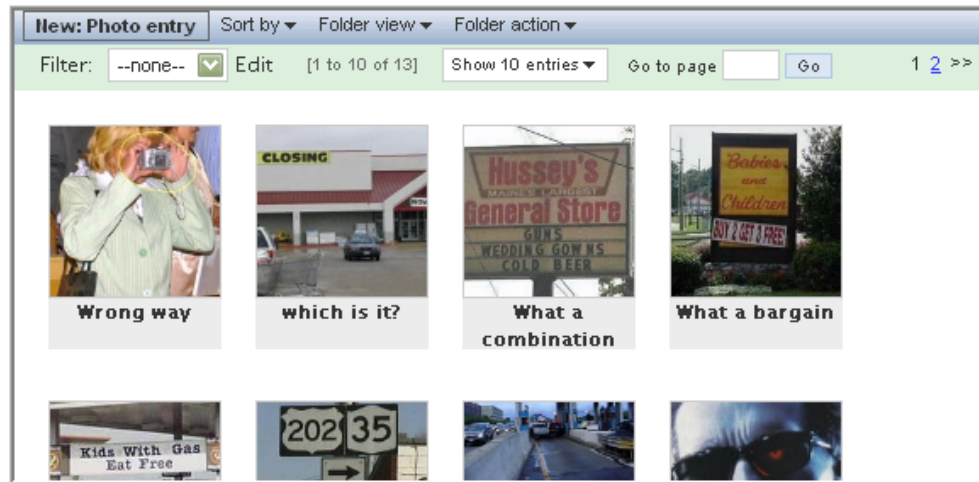 New: Photo entry Sort by Folder view Folder action
Filter: --none-- Edit [1 to 10 of 13] Show 10 entries Go to page Go 1 2 >>
CLOSING
Hussey's
MAINE'S LARGEST
General Store
GUNS
WEDDING GOWNS
COLD BEER
Babies
and
Children
BUY 2 GET 3 FREE!
Wrong way
which is it?
What a
combination
What a bargain
Kids With Gas
Eat Free
202 35